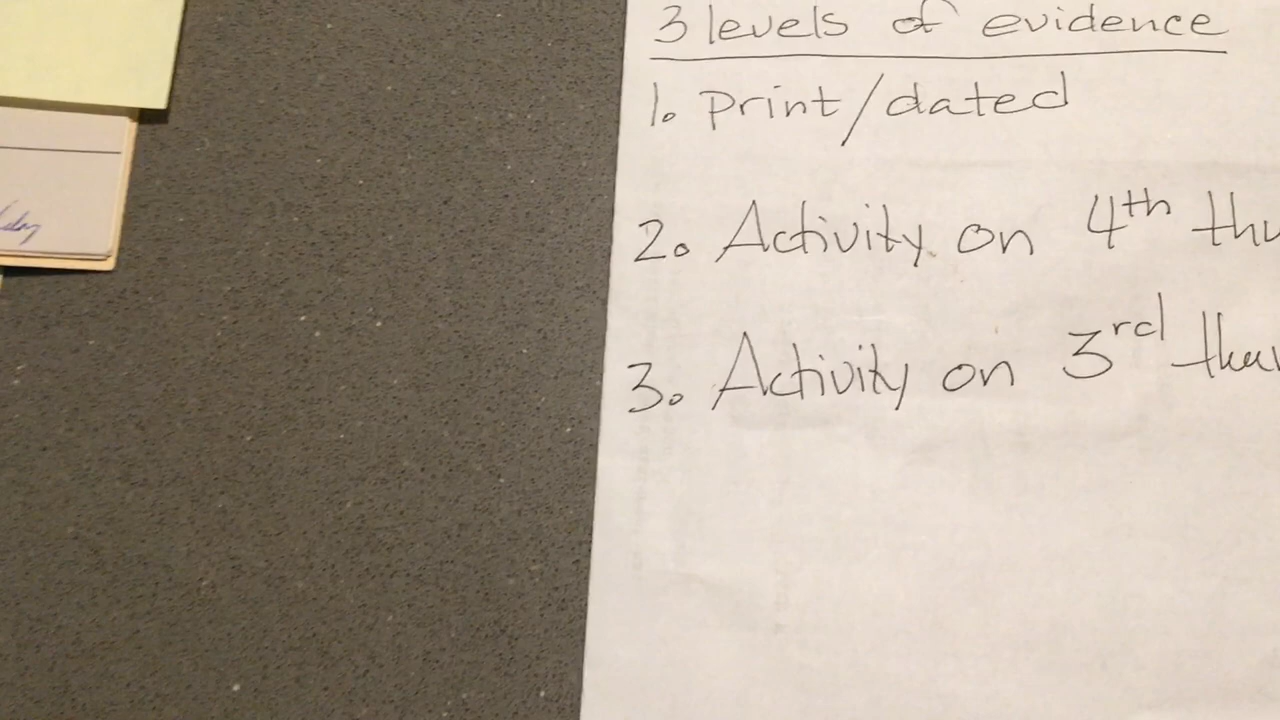 3 levels of evidence
1. Print/dated
2. Activity on 4th
3. Activity on 3rd